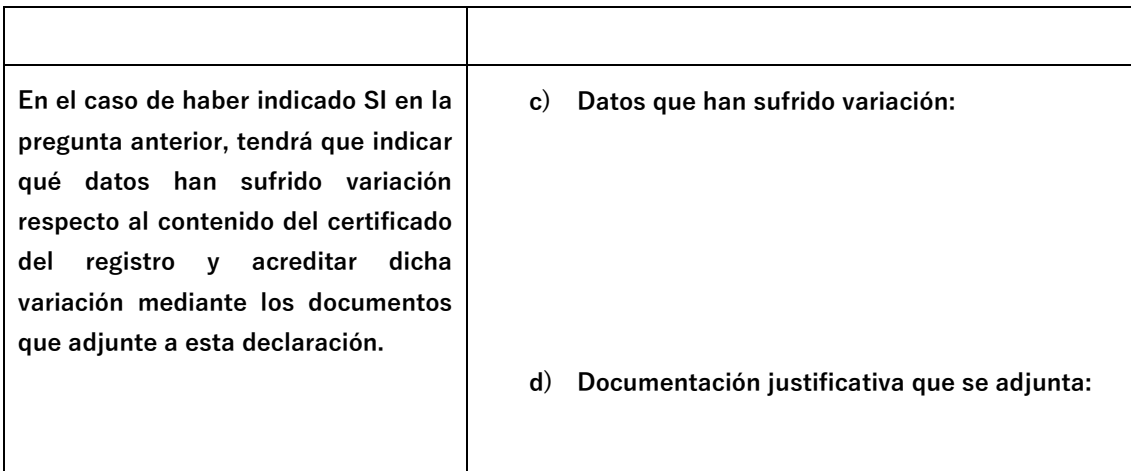 En el caso de haber indicado SI en la
pregunta anterior, tendrá que indicar
qué datos han sufrido variación
respecto al contenido del certificado
del registro y acreditar dicha
variación mediante los documentos
que adjunte a esta declaración.
c) Datos que han sufrido variación:
d) Documentación justificativa que se adjunta: